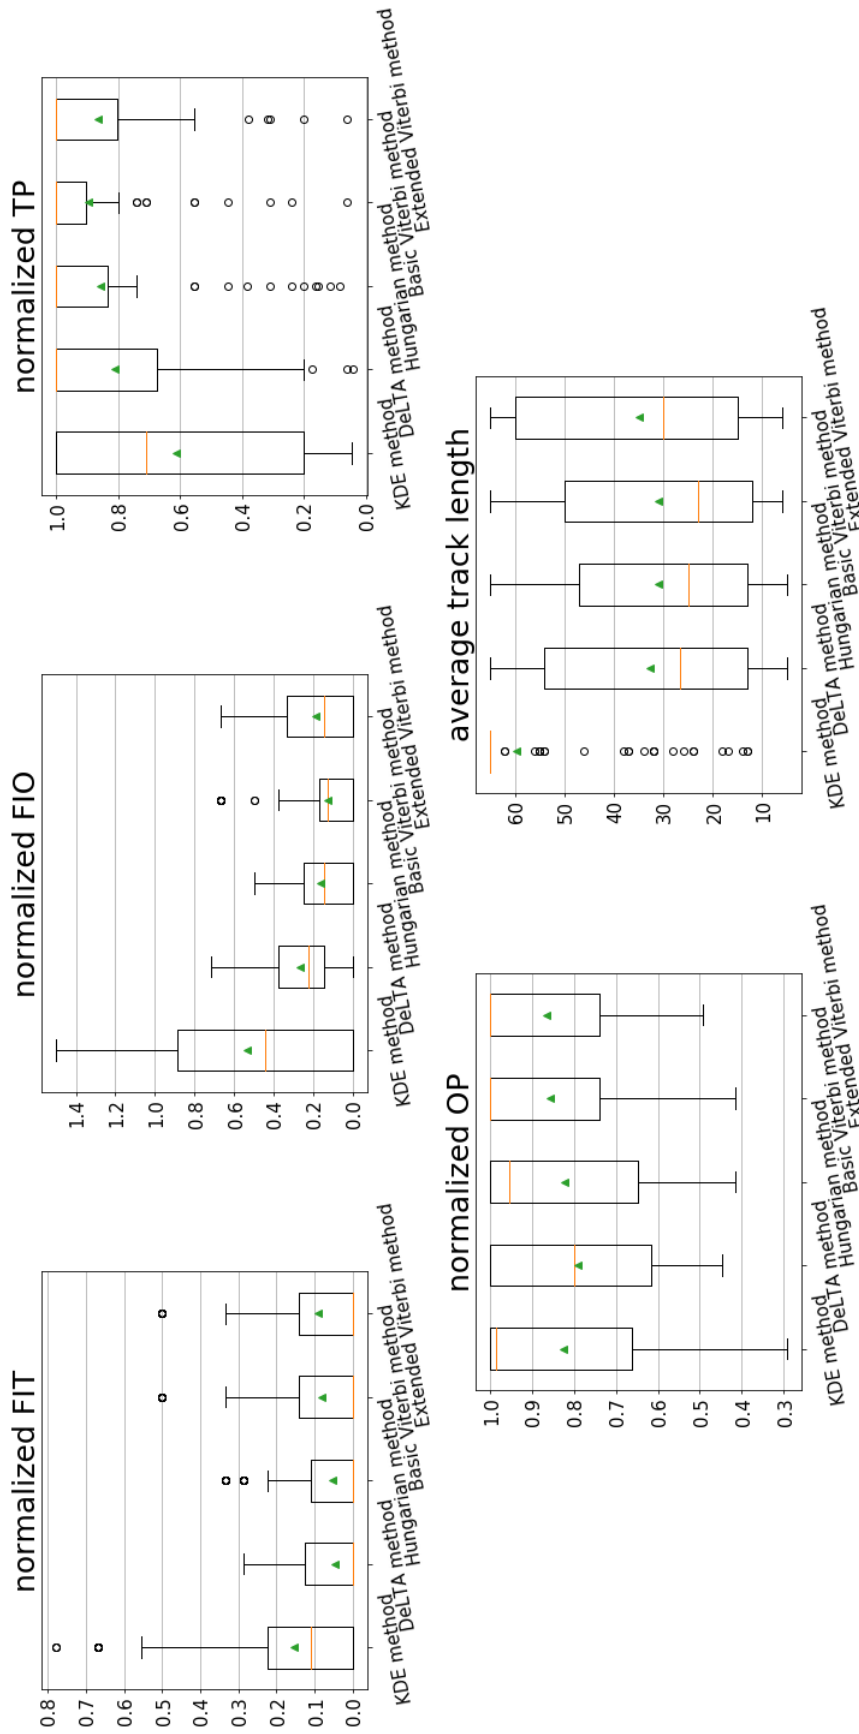 normalized FIT
0.8
0.7
0.6
0.5
0.4
0.3
0.2
0.1
0.0
KDE method
DeLTA method
Hungarian method
Basic Viterbi method
Extended Viterbi method
normalized FIO
1.4
1.2
1.0
0.8
0.6
0.4
0.2
0.0
KDE method
DeLTA method
Hungarian method
Basic Viterbi method
Extended Viterbi method
normalized TP
1.0
0.8
0.6
0.4
0.2
0.0
KDE method
DeLTA method
Hungarian method
Basic Viterbi method
Extended Viterbi method
normalized OP
1.0
0.9
0.8
0.7
0.6
0.5
0.4
0.3
KDE method
DeLTA method
Hungarian method
Basic Viterbi method
Extended Viterbi method
average track length
60
50
40
30
20
10
KDE method
DeLTA method
Hungarian method
Basic Viterbi method
Extended Viterbi method